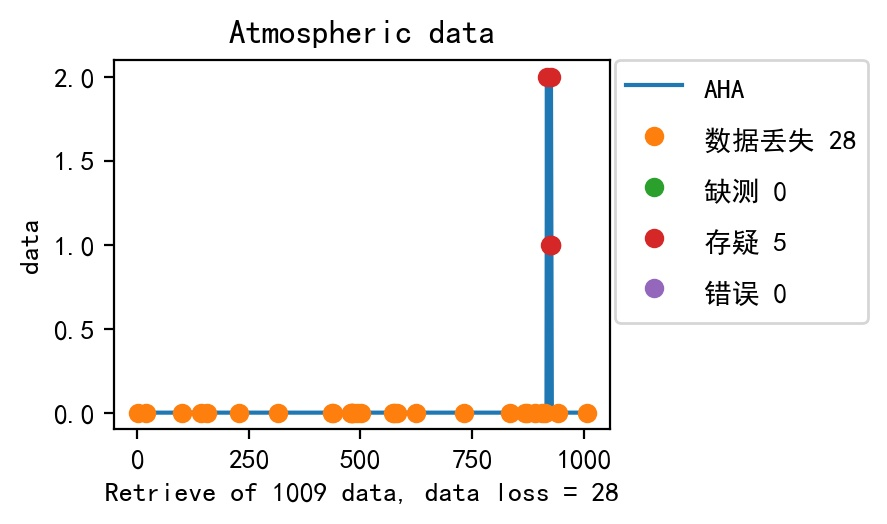 Atmospheric data
2.0
1.5
1.0
0.5
0.0
data
0 250 500 750 1000
Retrieve of 1009 data, data loss = 28
AHA
数据丢失 28
缺测 0
存疑 5
错误 0